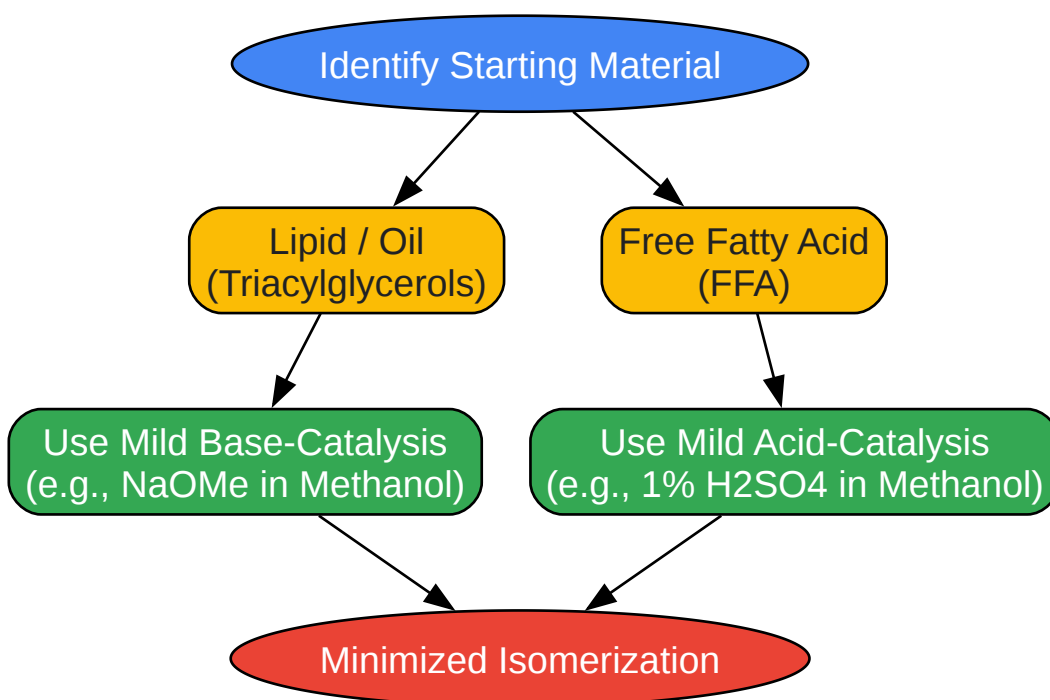 Identify Starting Material
Lipid / Oil
(Triacylglycerols)
Free Fatty Acid
(FFA)
Use Mild Base-Catalysis
(e.g., NaOMe in Methanol)
Use Mild Acid-Catalysis
(e.g., 1% H2SO4 in Methanol)
Minimized Isomerization